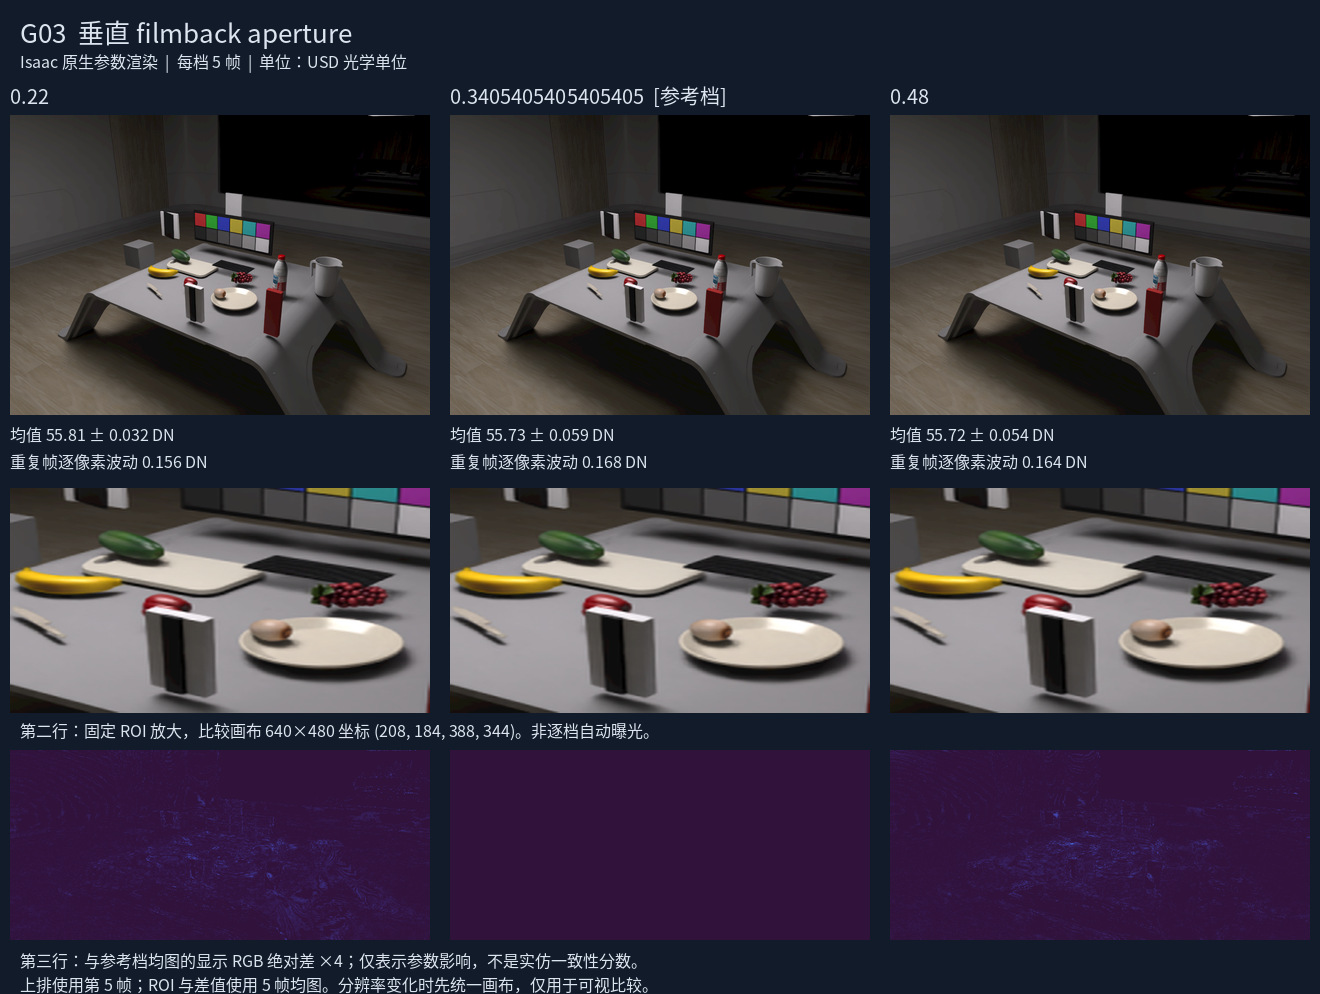 G03 垂直 filmback aperture
Isaac 原生参数渲染 | 每档 5 帧 | 单位：USD 光学单位
0.22
0.3405405405405405 [参考档]
0.48
均值 55.81 ± 0.032 DN
重复帧逐像素波动 0.156 DN
均值 55.73 ± 0.059 DN
重复帧逐像素波动 0.168 DN
均值 55.72 ± 0.054 DN
重复帧逐像素波动 0.164 DN
第二行：固定 ROI 放大，比较画布 640×480 坐标 (208, 184, 388, 344)。非逐档自动曝光。
第三行：与参考档均图的显示 RGB 绝对差 ×4；仅表示参数影响，不是实仿一致性分数。
上排使用第 5 帧；ROI 与差值使用 5 帧均图。分辨率变化时先统一画布，仅用于可视比较。